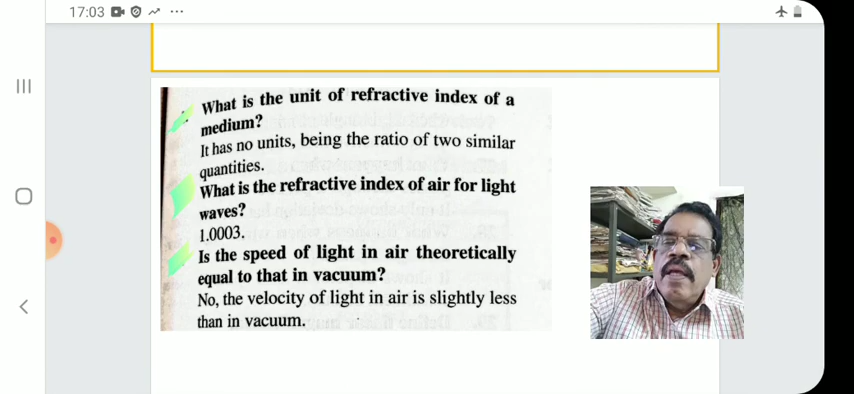 17:03
What is the unit of refractive index of a
medium?
It has no units, being the ratio of two similar
quantities.
What is the refractive index of air for light
waves?
1.0003.
Is the speed of light in air theoretically
equal to that in vacuum?
No, the velocity of light in air is slightly less
than in vacuum.